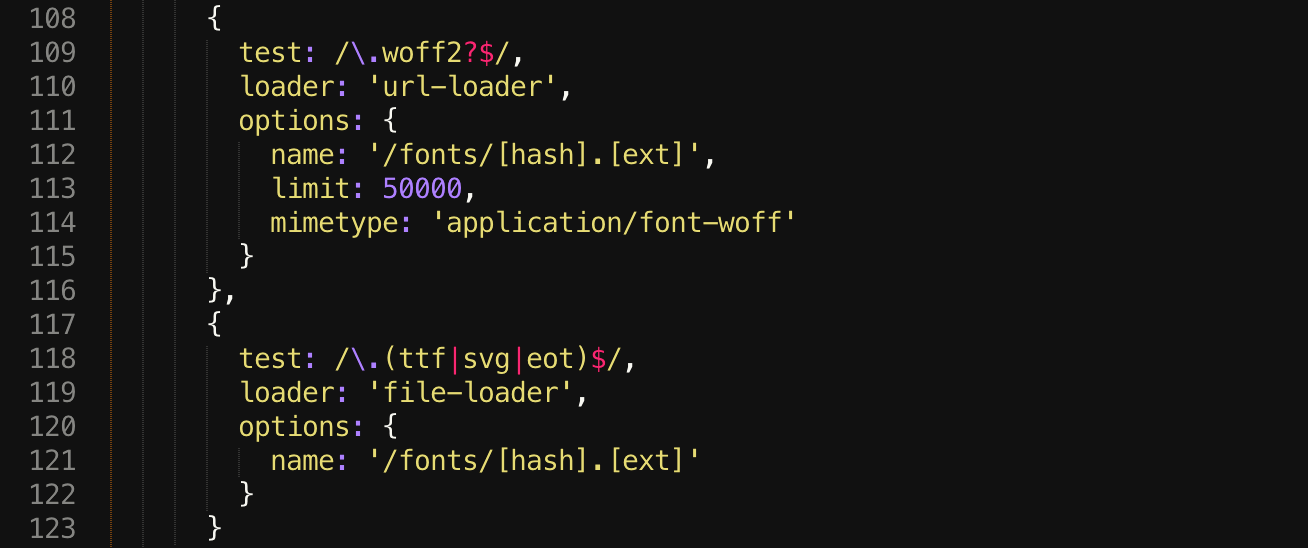 108 {
109 test: /\.woff2?$/,
110 loader: 'url-loader',
111 options: {
112 name: '/fonts/[hash].[ext]',
113 limit: 50000,
114 mimetype: 'application/font-woff'
115 }
116 },
117 {
118 test: /\.(ttf|svg|eot)$/,
119 loader: 'file-loader',
120 options: {
121 name: '/fonts/[hash].[ext]'
122 }
123 }